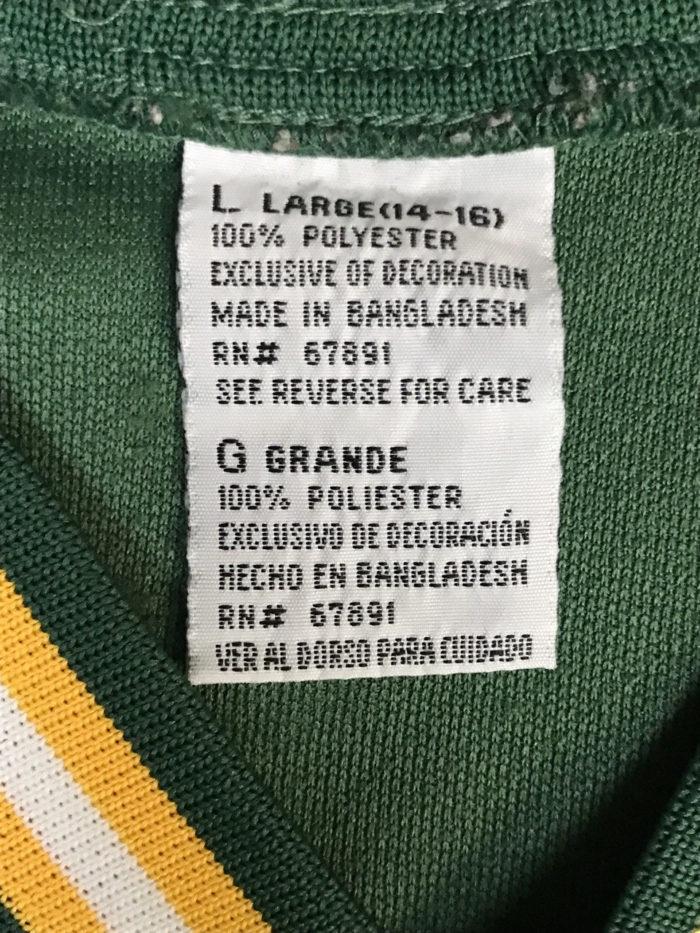 L LARGE(14-16)
100% POLYESTER
EXCLUSIVE OF DECORATION
MADE IN BANGLADESH
RN# 67891
SEE REVERSE FOR CARE
G GRANDE
100% POLIESTER
EXCLUSIVO DE DECORACIÓN
HECHO EN BANGLADESH
RN# 67891
VER AL DORSO PARA CUIDADO